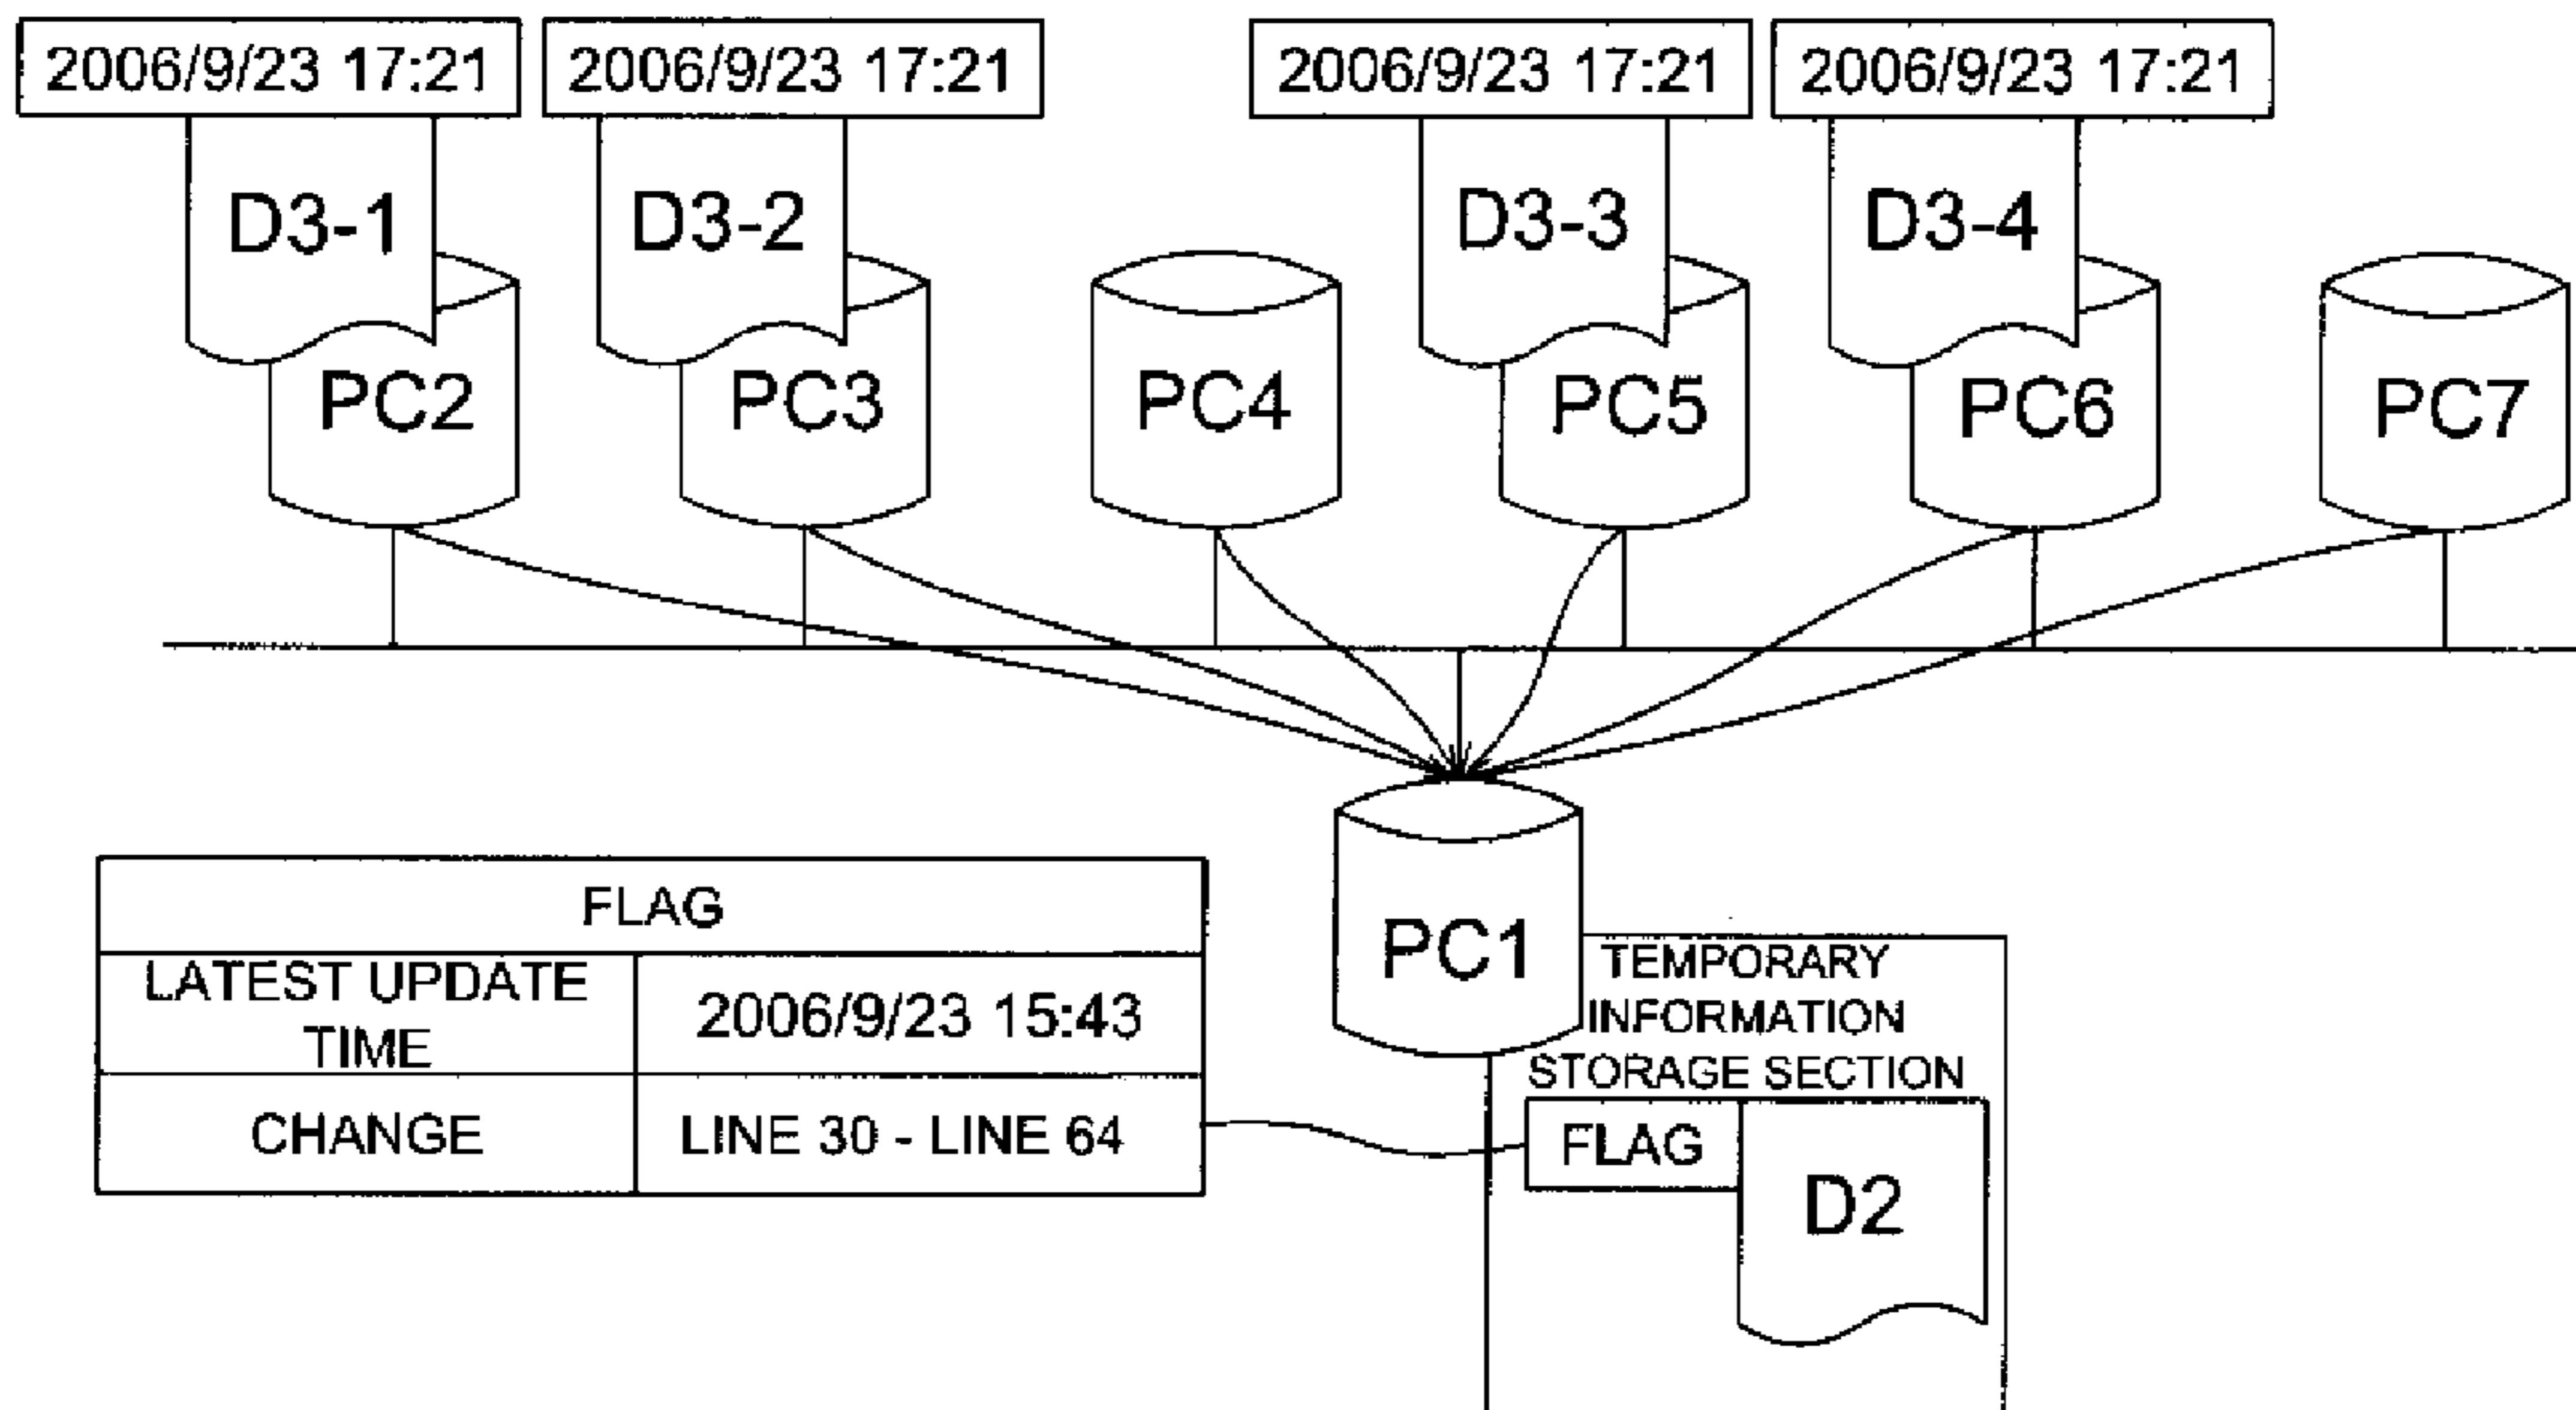 2006/9/23 17:21
2006/9/23 17:21
2006/9/23 17:21
2006/9/23 17:21
D3-1
D3-2
D3-3
D3-4
PC2
PC3
PC4
PC5
PC6
PC7
PC1
FLAG
LATEST UPDATE
TIME
2006/9/23 15:43
CHANGE
LINE 30 - LINE 64
TEMPORARY
INFORMATION
STORAGE SECTION
FLAG
D2